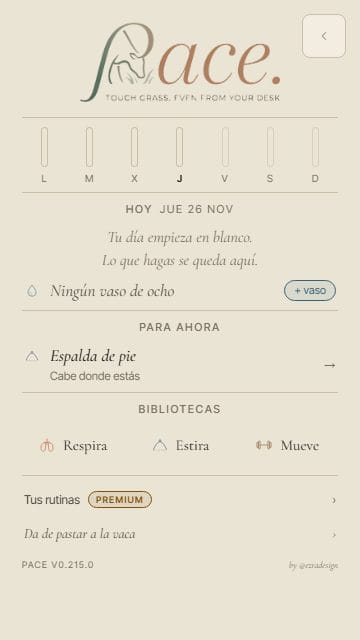 Pace.
TOUCH GRASS, EVEN FROM YOUR DESK
L M X J V S D
HOY JUE 26 NOV
Tu día empieza en blanco.
Lo que hagas se queda aquí.
Ningún vaso de ocho + vaso
PARA AHORA
Espalda de pie
Cabe donde estás
BIBLIOTECAS
Respira Estira Mueve
Tus rutinas PREMIUM
Da de pastar a la vaca
PACE V0.215.0 by @ezradesign